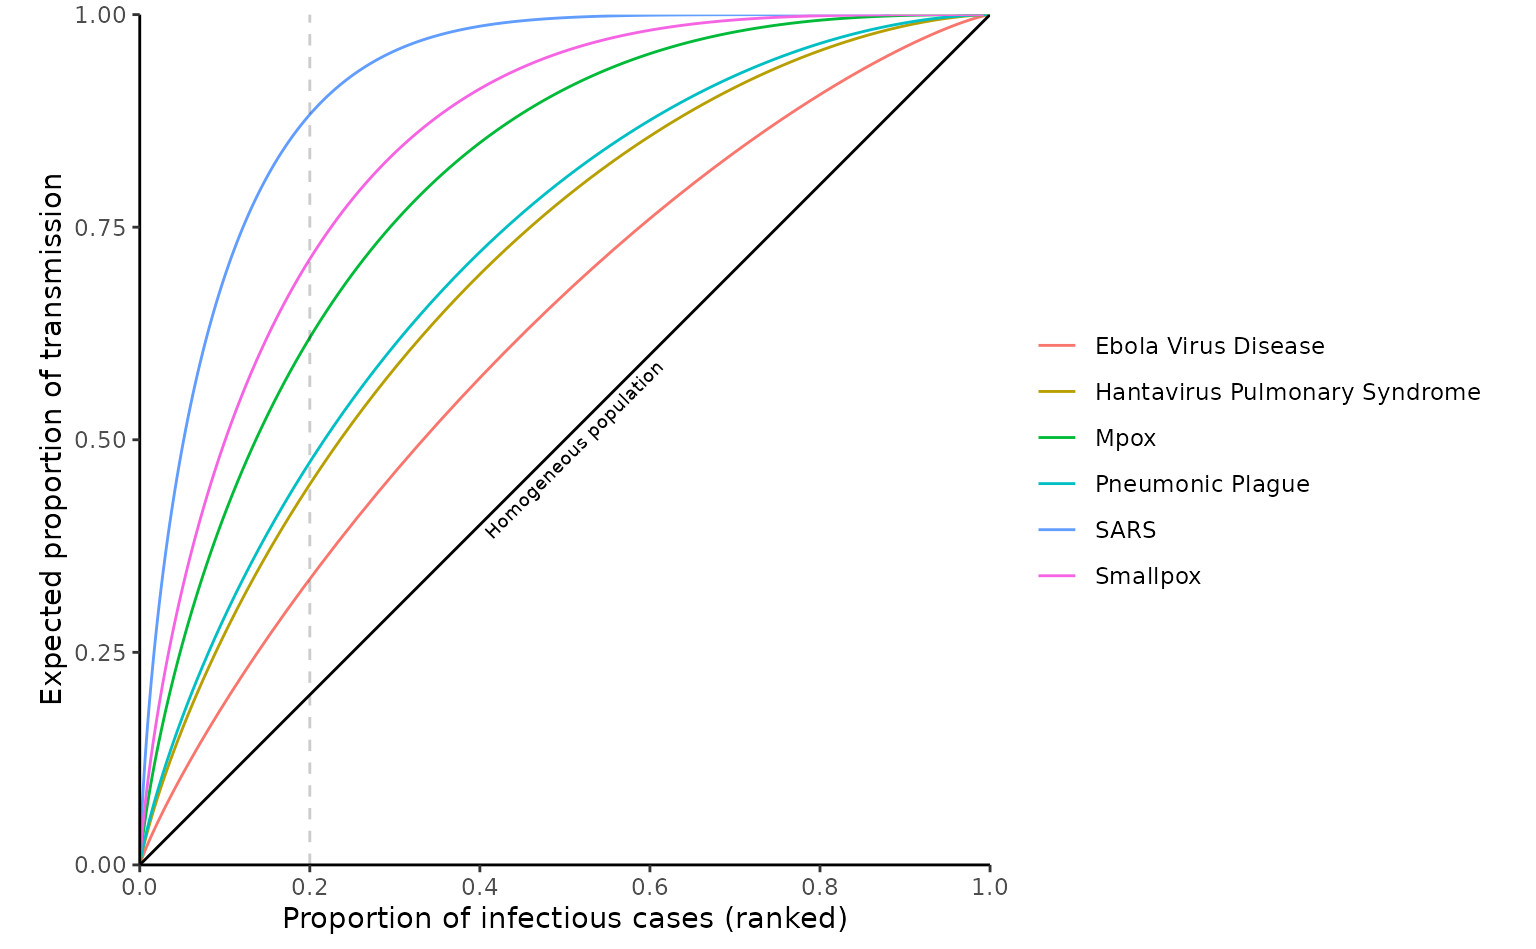 1.00
0.75
0.50
0.25
0.00
Expected proportion of transmission
Homogeneous population
0.0 0.2 0.4 0.6 0.8 1.0
Proportion of infectious cases (ranked)
Ebola Virus Disease
Hantavirus Pulmonary Syndrome
Mpox
Pneumonic Plague
SARS
Smallpox